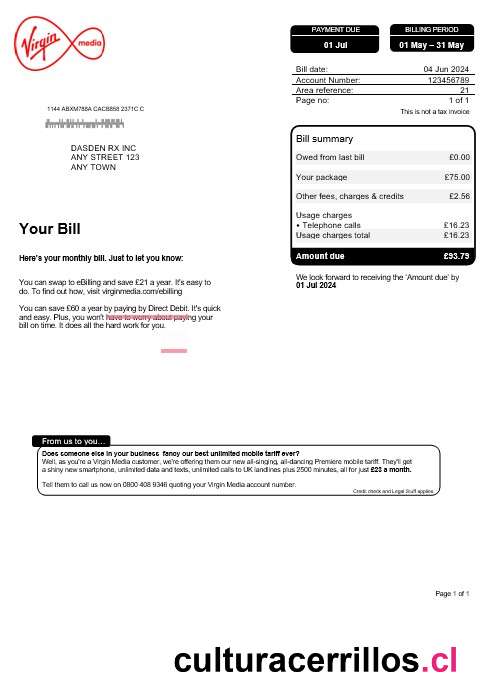 Virgin media
PAYMENT DUE
01 Jul
BILLING PERIOD
01 May – 31 May
Bill date: 04 Jun 2024
Account Number: 123456789
Area reference: 21
Page no: 1 of 1
This is not a tax invoice
1144 ABXM788A CACB858 2371C C
DASDEN RX INC
ANY STREET 123
ANY TOWN
Bill summary
Owed from last bill £0.00
Your package £75.00
Other fees, charges & credits £2.56
Usage charges
• Telephone calls £16.23
Usage charges total £16.23
Amount due £93.79
We look forward to receiving the 'Amount due' by
01 Jul 2024
Your Bill
Here's your monthly bill. Just to let you know:
You can swap to eBilling and save £21 a year. It's easy to
do. To find out how, visit virginmedia.com/ebilling
You can save £60 a year by paying by Direct Debit. It's quick
and easy. Plus, you won't have to worry about paying your
bill on time. It does all the hard work for you.
From us to you...
Does someone else in your business fancy our best unlimited mobile tariff ever?
Well, as you're a Virgin Media customer, we're offering them our new all-singing, all-dancing Premiere mobile tariff. They'll get
a shiny new smartphone, unlimited data and texts, unlimited calls to UK landlines plus 2500 minutes, all for just £23 a month.
Tell them to call us now on 0800 408 9346 quoting your Virgin Media account number.
Credit check and Legal Stuff applies
Page 1 of 1
culturacerrillos.cl